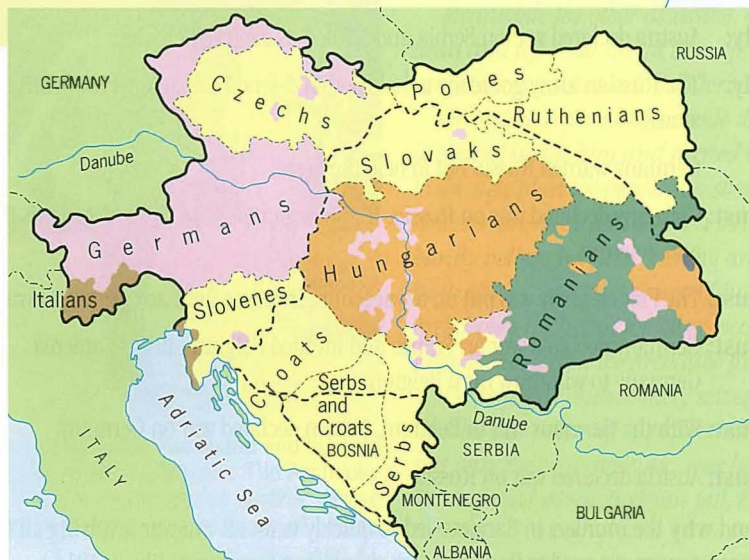 GERMANY
RUSSIA
Poles
Czechs
Ruthenians
Danube
Slovaks
Germans
Hungarians
Italians
Slovenes
Romanians
Croats
Serbs
and
Croats
BOSNIA
Serbs
ROMANIA
Danube
SERBIA
Adriatic Sea
ITALY
MONTENEGRO
BULGARIA
ALBANIA